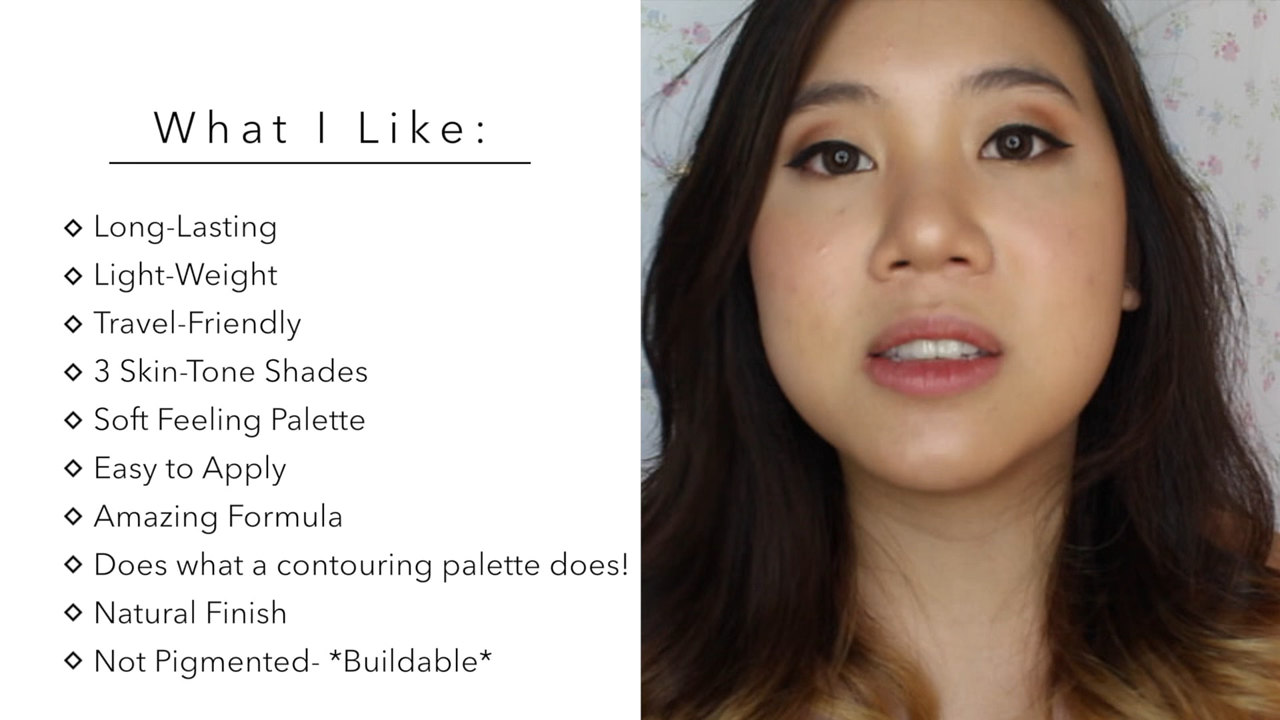 What I Like:
Long-Lasting
Light-Weight
Travel-Friendly
3 Skin-Tone Shades
Soft Feeling Palette
Easy to Apply
Amazing Formula
Does what a contouring palette does!
Natural Finish
Not Pigmented- *Buildable*